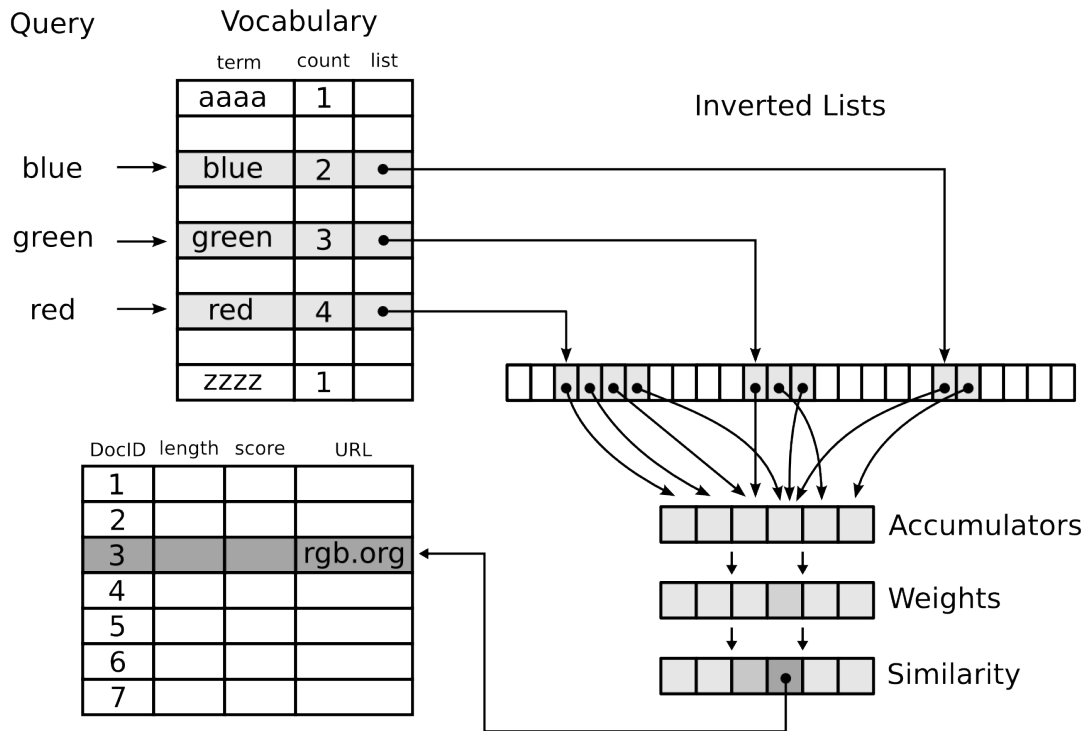 Query
Vocabulary
term count list
aaaa 1
Inverted Lists
blue
blue 2
green
green 3
red
red 4
zzzz 1
DocID length score URL
1
2
3 rgb.org
4
5
6
7
Accumulators
Weights
Similarity